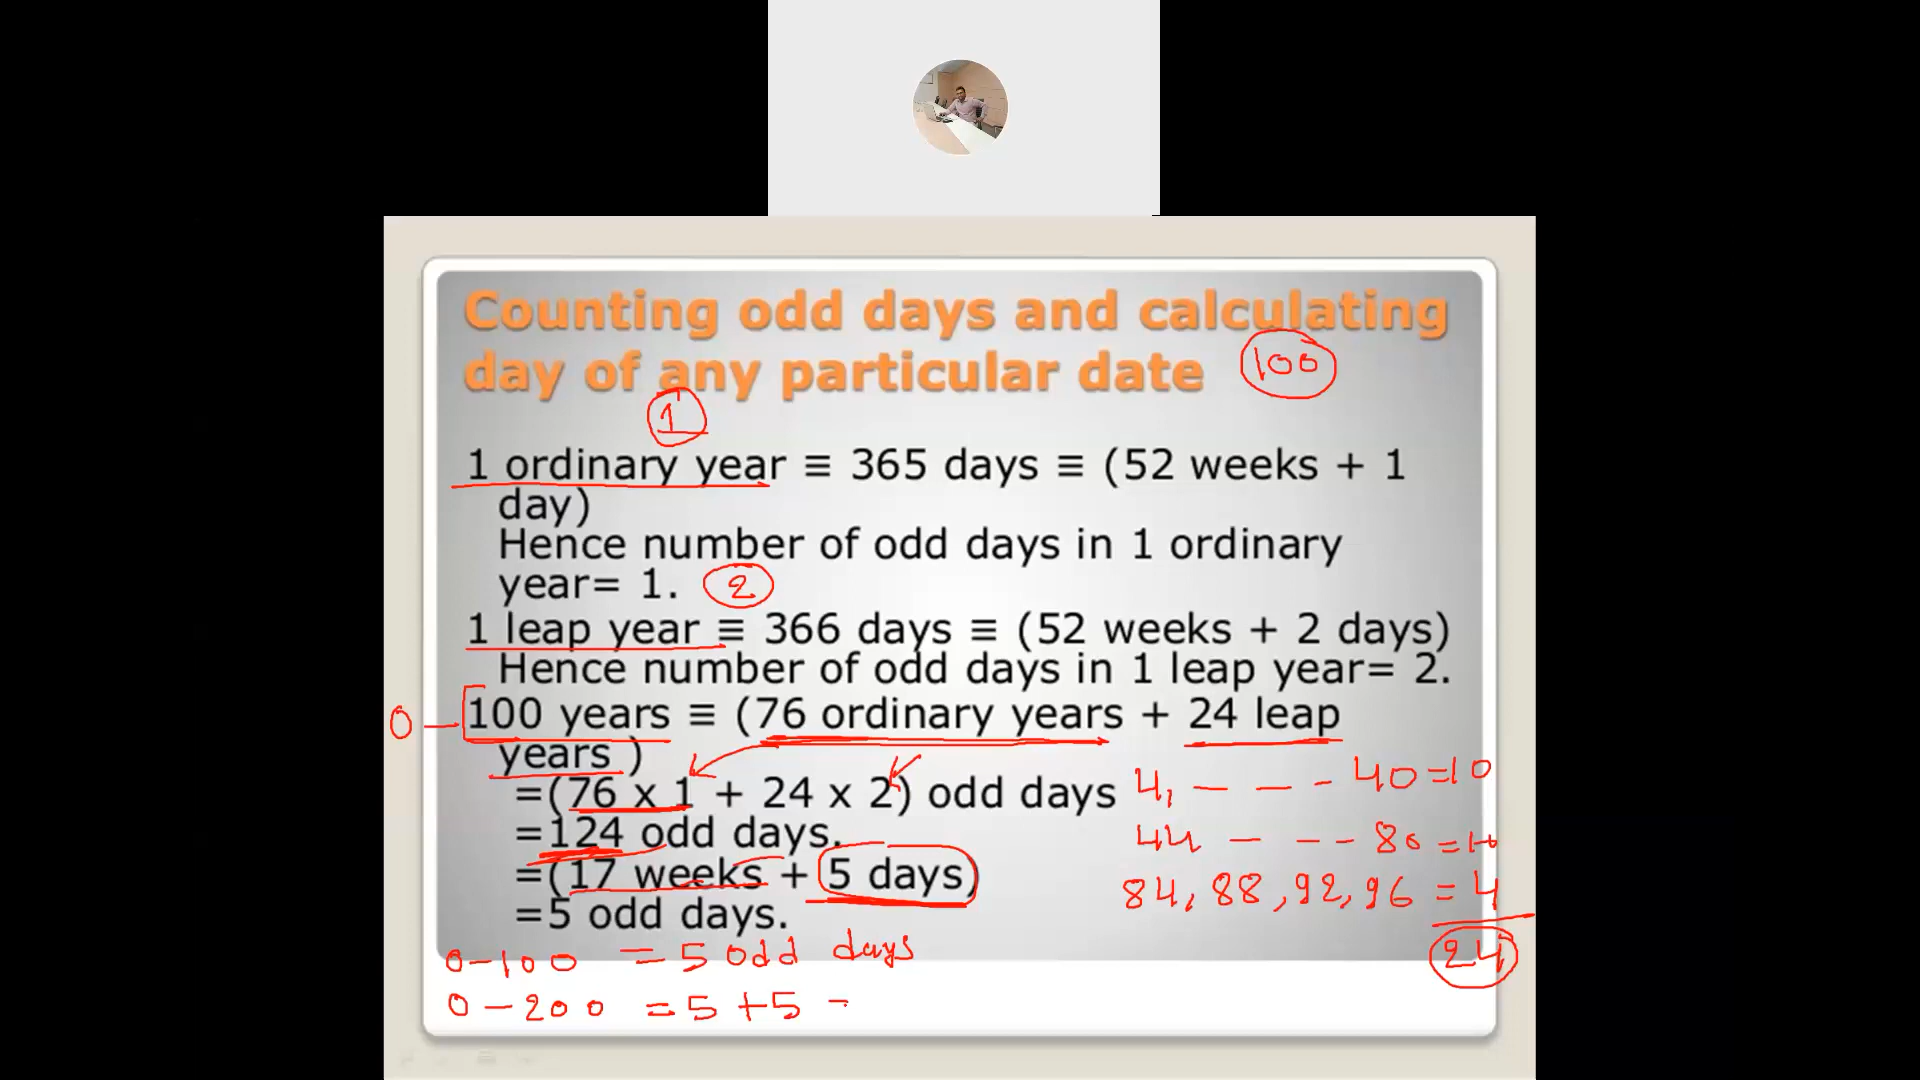 Counting odd days and calculating
day of any particular date
100
1
1 ordinary year ≡ 365 days ≡ (52 weeks + 1
day)
Hence number of odd days in 1 ordinary
year= 1.
2
1 leap year ≡ 366 days ≡ (52 weeks + 2 days)
Hence number of odd days in 1 leap year= 2.
0 – 100 years ≡ (76 ordinary years + 24 leap
years )
=(76 x 1 + 24 x 2) odd days
=124 odd days.
=(17 weeks + 5 days)
=5 odd days.
4, – – - 40 =10
44 – - - 80 =10
84, 88, 92, 96 = 4
24
0-100 = 5 odd days
0 – 200 = 5 +5 -